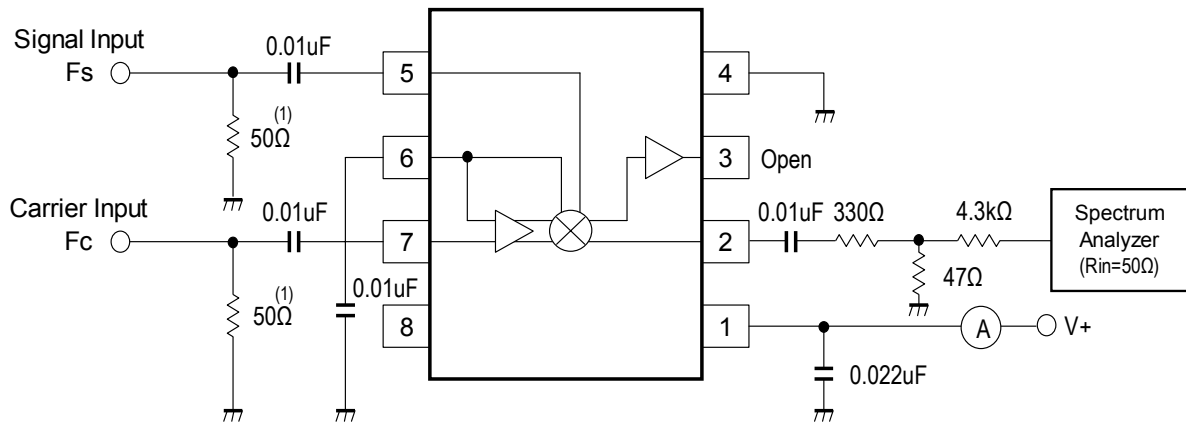 Signal Input
Fs
0.01uF
5
4
(1)
50Ω
6
3
Open
Carrier Input
Fc
0.01uF
7
2
0.01uF
330Ω
4.3kΩ
Spectrum
Analyzer
(Rin=50Ω)
47Ω
(1)
50Ω
0.01uF
8
1
A
V+
0.022uF